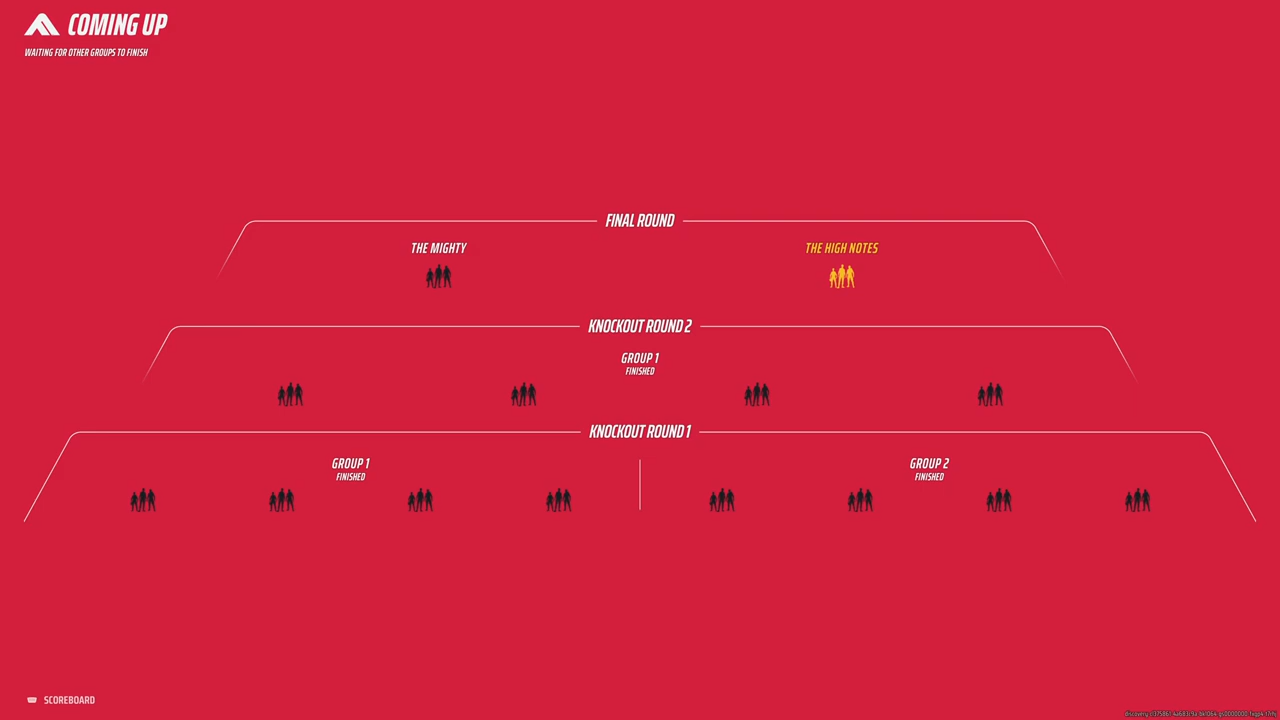 COMING UP
WAITING FOR OTHER GROUPS TO FINISH
FINAL ROUND
THE MIGHTY
THE HIGH NOTES
KNOCKOUT ROUND 2
GROUP 1
FINISHED
KNOCKOUT ROUND 1
GROUP 1
FINISHED
GROUP 2
FINISHED
SCOREBOARD